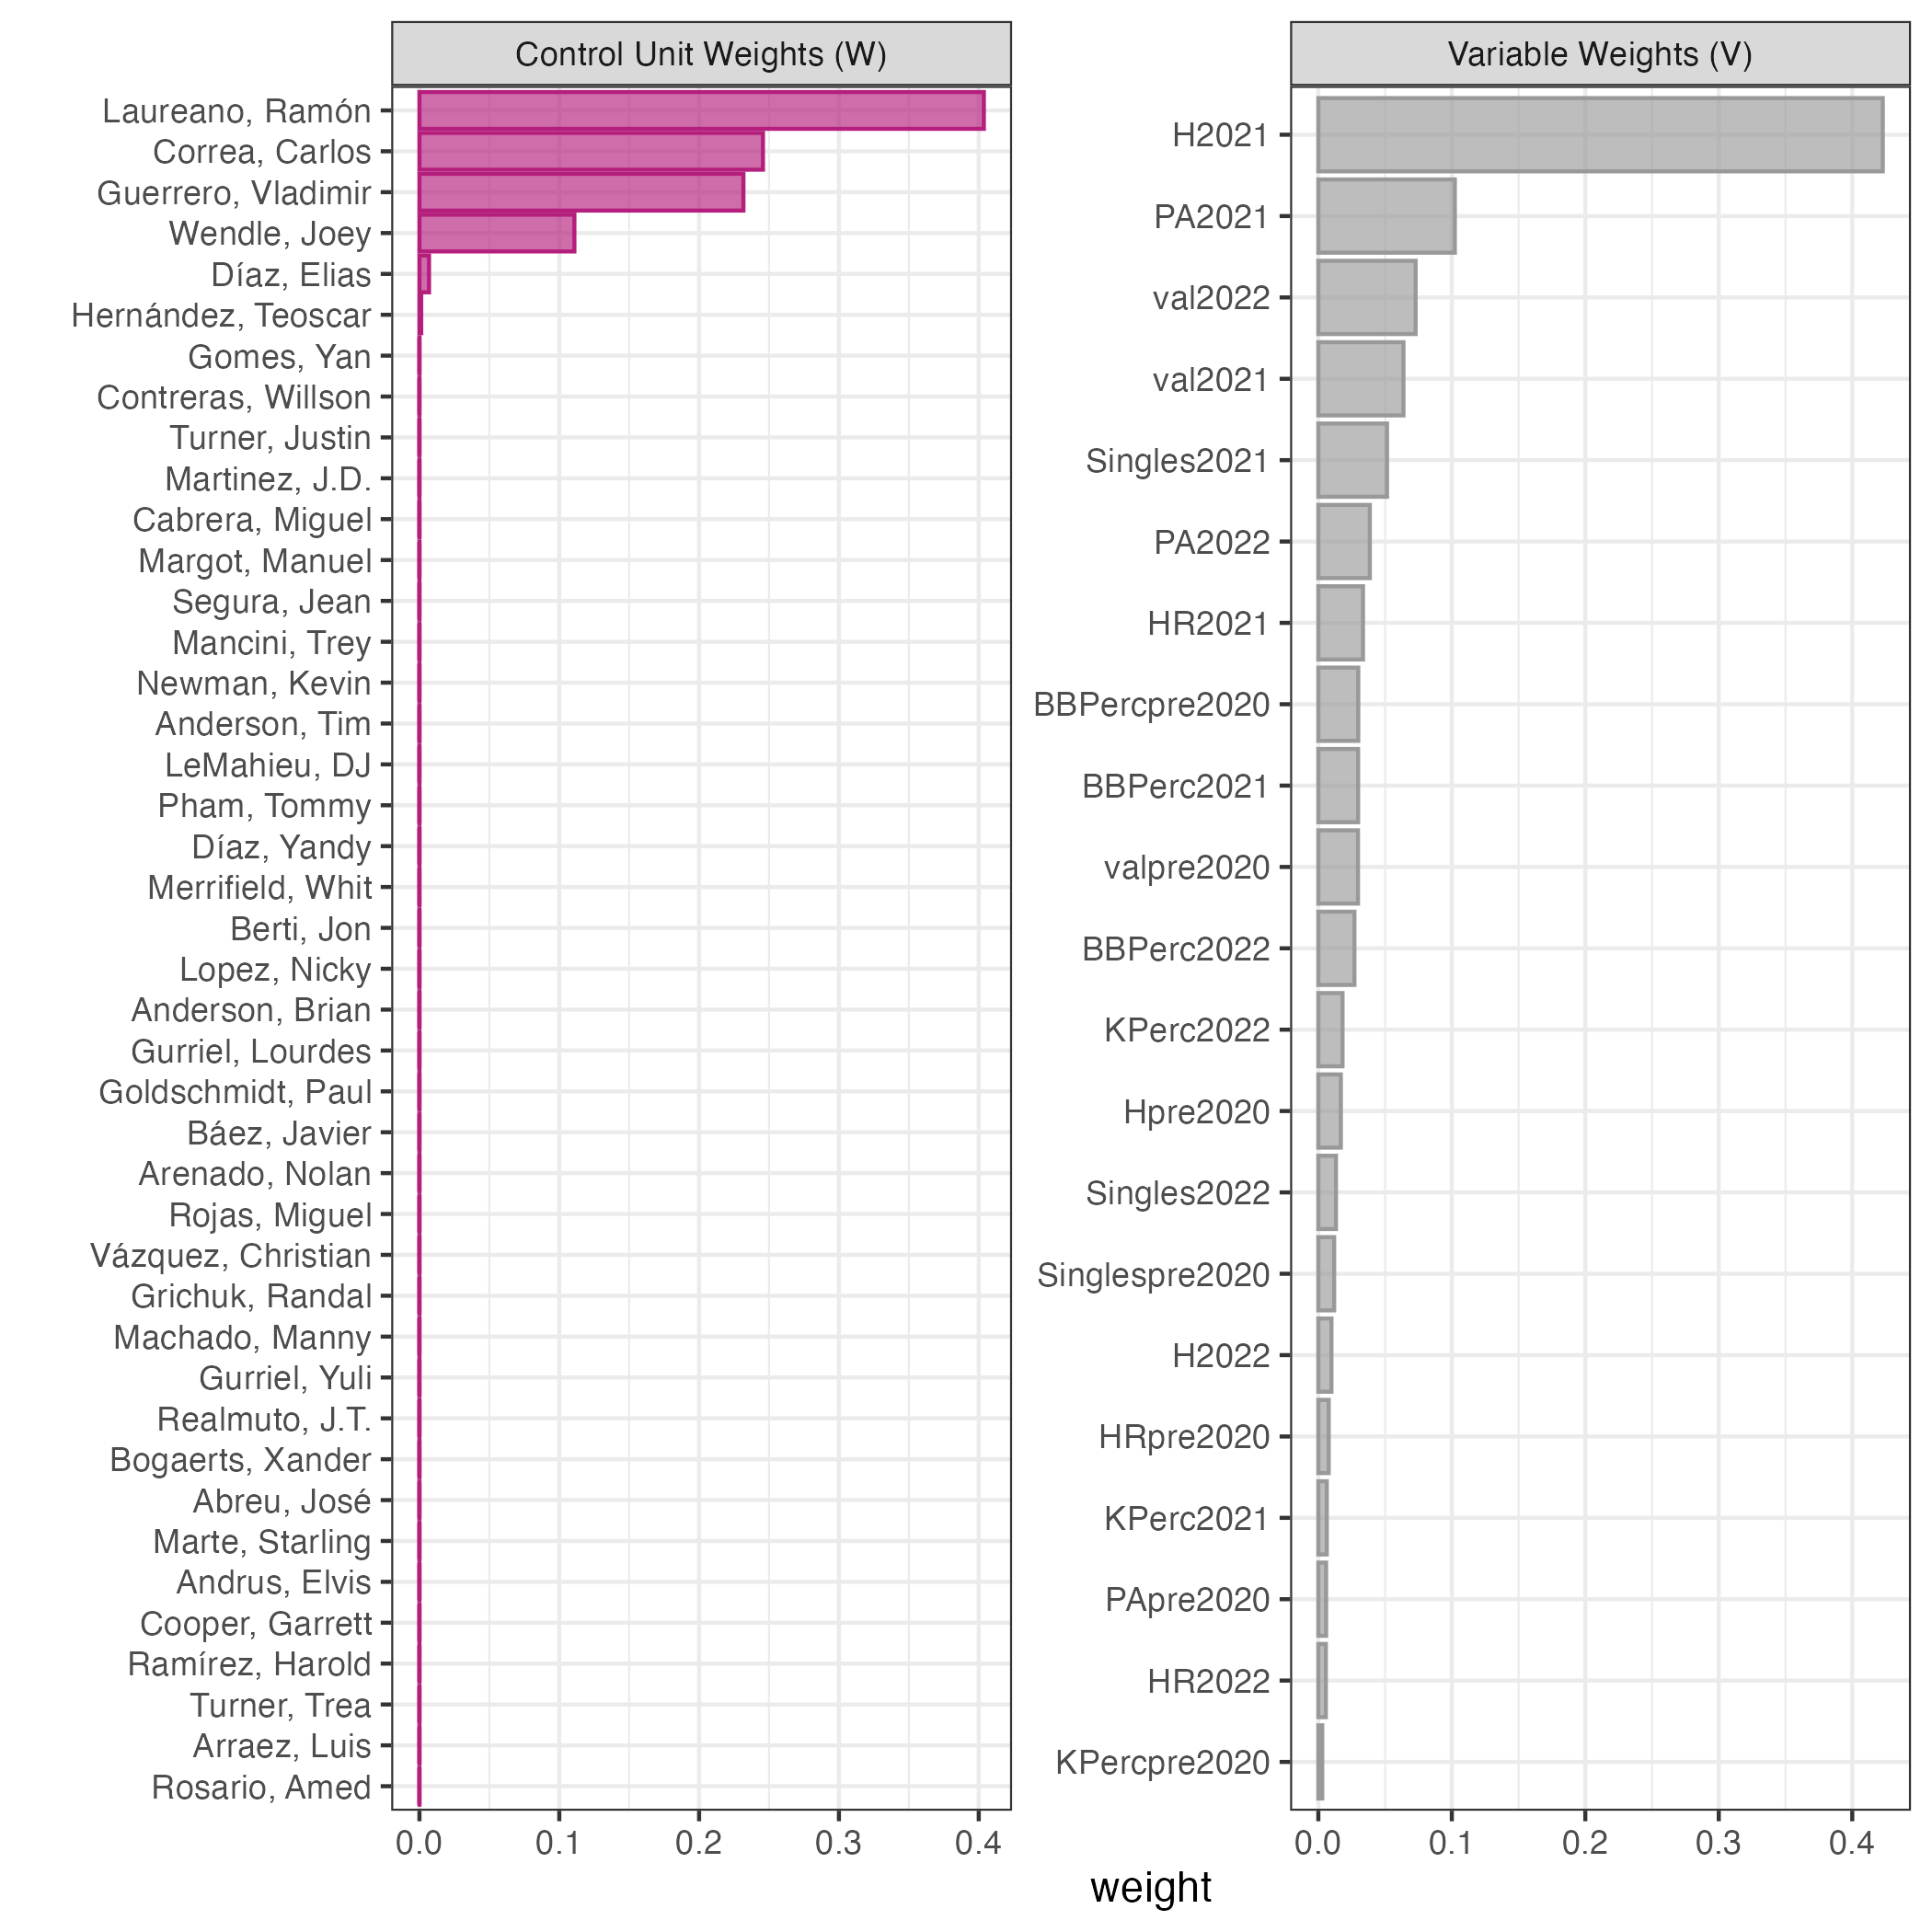 Control Unit Weights (W)
Laureano, Ramón
Correa, Carlos
Guerrero, Vladimir
Wendle, Joey
Díaz, Elias
Hernández, Teoscar
Gomes, Yan
Contreras, Willson
Turner, Justin
Martinez, J.D.
Cabrera, Miguel
Margot, Manuel
Segura, Jean
Mancini, Trey
Newman, Kevin
Anderson, Tim
LeMahieu, DJ
Pham, Tommy
Díaz, Yandy
Merrifield, Whit
Berti, Jon
Lopez, Nicky
Anderson, Brian
Gurriel, Lourdes
Goldschmidt, Paul
Báez, Javier
Arenado, Nolan
Rojas, Miguel
Vázquez, Christian
Grichuk, Randal
Machado, Manny
Gurriel, Yuli
Realmuto, J.T.
Bogaerts, Xander
Abreu, José
Marte, Starling
Andrus, Elvis
Cooper, Garrett
Ramírez, Harold
Turner, Trea
Arraez, Luis
Rosario, Amed
0.0 0.1 0.2 0.3 0.4
Variable Weights (V)
H2021
PA2021
val2022
val2021
Singles2021
PA2022
HR2021
BBPercpre2020
BBPerc2021
valpre2020
BBPerc2022
KPerc2022
Hpre2020
Singles2022
Singlespre2020
H2022
HRpre2020
KPerc2021
PApre2020
HR2022
KPercpre2020
0.0 0.1 0.2 0.3 0.4
weight